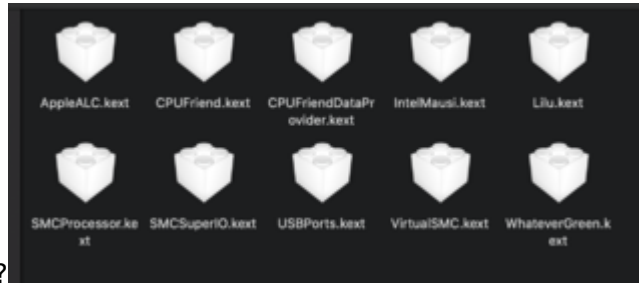 AppleALC.kext CPUFriend.kext CPUFriendDataPr IntelMausi.kext Lilu.kext
ovider.kext
SMCProcessor.ke SMCSuperIO.kext USBPorts.kext VirtualSMC.kext WhateverGreen.k
xt ext
?